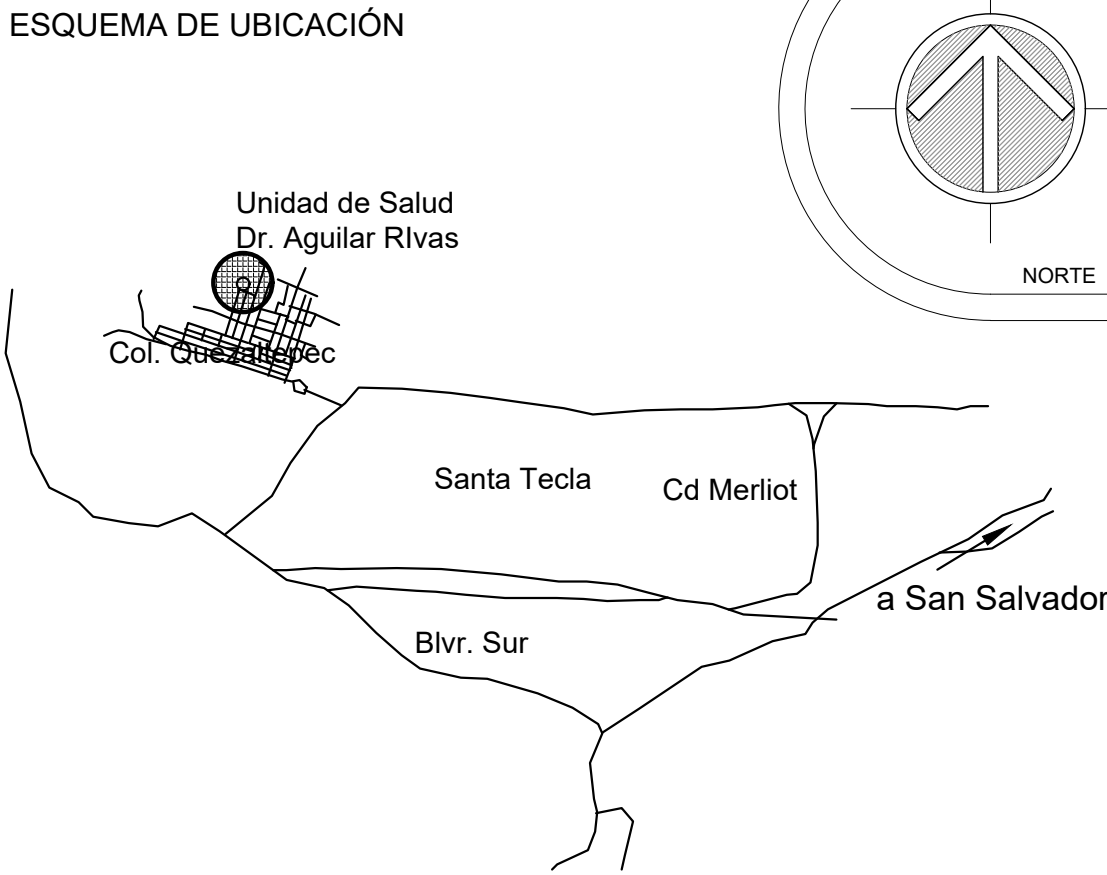 ESQUEMA DE UBICACIÓN
Unidad de Salud
Dr. Aguilar RIvas
NORTE
Col. Quezaltepec
Santa Tecla
Cd Merliot
a San Salvador
Blvr. Sur